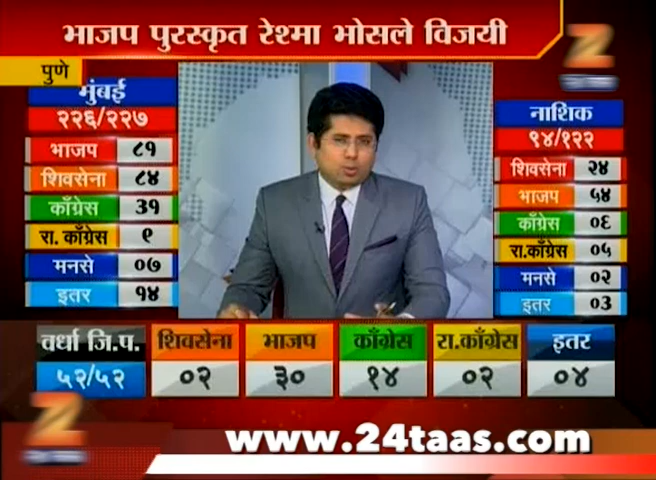 भाजप पुरस्कृत रेश्मा भोसले विजयी
पुणे
मुंबई
२२६/२२७
भाजप ८१
शिवसेना ८४
काँग्रेस ३१
रा. काँग्रेस ९
मनसे ०७
इतर १४
नाशिक
९४/१२२
शिवसेना २४
भाजप ५४
काँग्रेस ०६
रा.काँग्रेस ०५
मनसे ०२
इतर ०३
वर्धा जि.प. शिवसेना भाजप काँग्रेस रा.काँग्रेस इतर
५२/५२ ०२ ३० १४ ०२ ०४
www.24taas.com